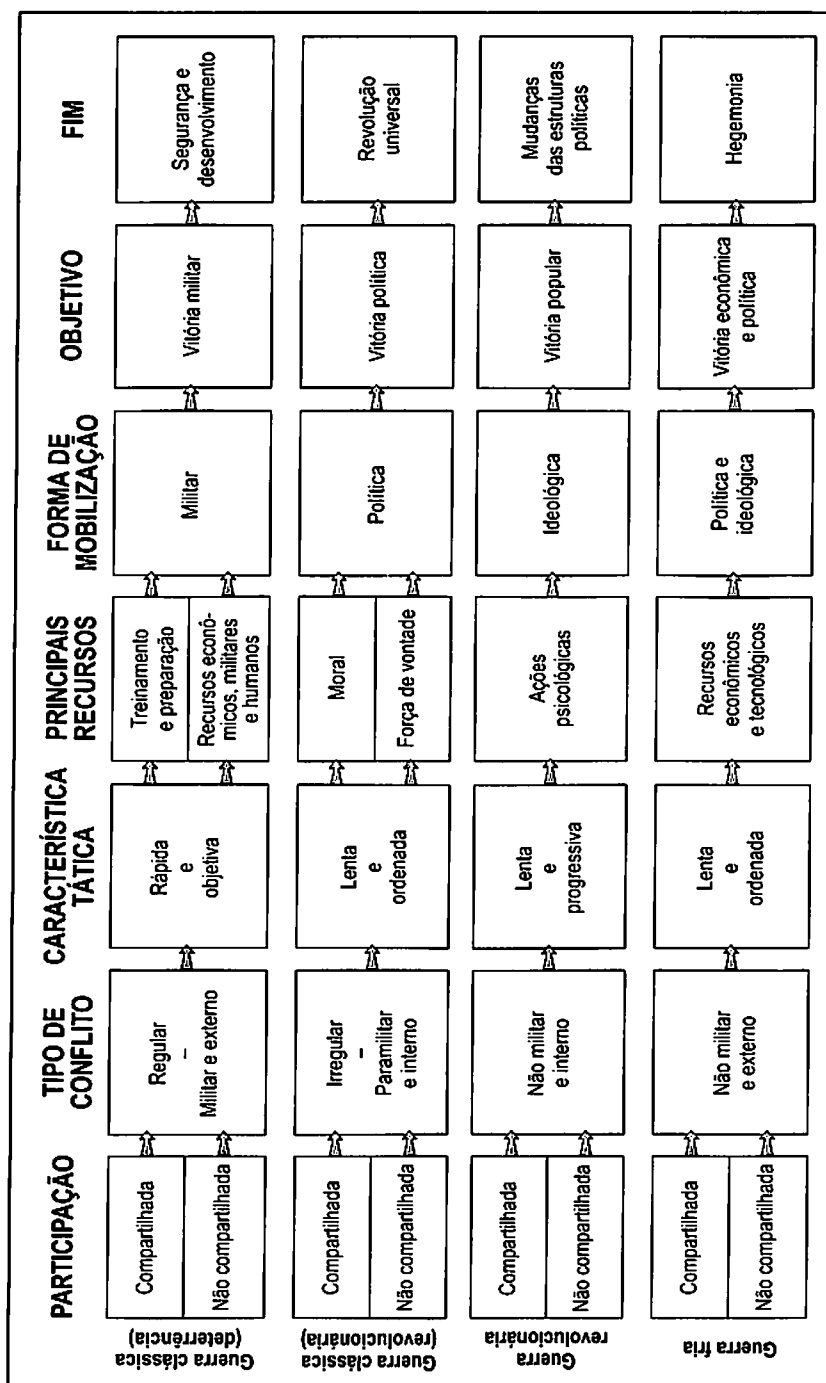 PARTICIPAÇÃO
TIPO DE
CONFLITO
CARACTERÍSTICA
TÁTICA
PRINCIPAIS
RECURSOS
FORMA DE
MOBILIZAÇÃO
OBJETIVO
FIM
Guerra clássica
(deterrência)
Compartilhada
Não compartilhada
Regular
–
Militar e externo
Rápida
e
objetiva
Treinamento
e preparação
Recursos econô-
micos, militares
e humanos
Militar
Vitória militar
Segurança e
desenvolvimento
Guerra clássica
(revolucionária)
Compartilhada
Não compartilhada
Irregular
–
Paramilitar
e interno
Lenta
e
ordenada
Moral
Força de vontade
Política
Vitória política
Revolução
universal
Guerra
revolucionária
Compartilhada
Não compartilhada
Não militar
e interno
Lenta
e
progressiva
Ações
psicológicas
Ideológica
Vitória popular
Mudanças
das estruturas
políticas
Guerra fria
Compartilhada
Não compartilhada
Não militar
e externo
Lenta
e
ordenada
Recursos
econômicos
e tecnológicos
Política e
ideológica
Vitória econômica
e política
Hegemonia